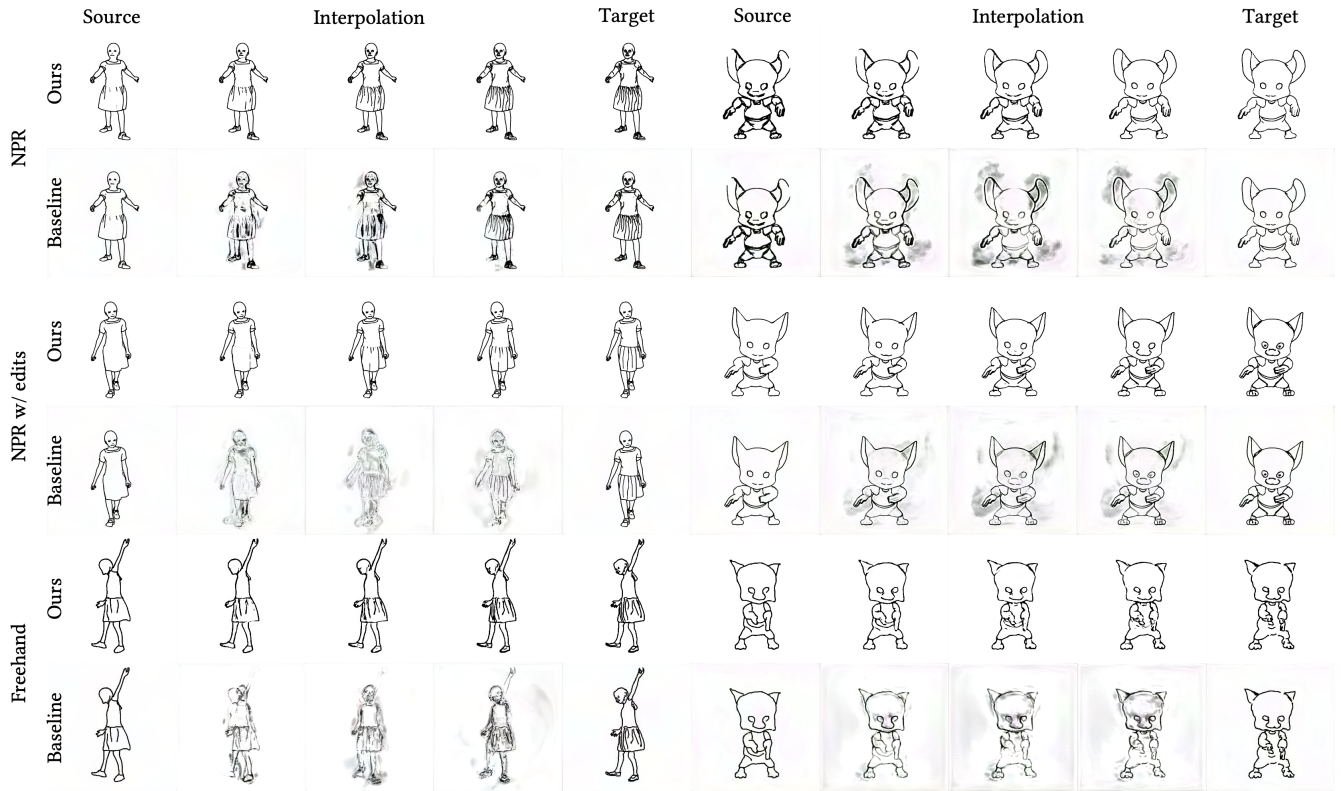 Source Interpolation Target Source Interpolation Target
NPR
Ours
Baseline
NPR w/ edits
Ours
Baseline
Freehand
Ours
Baseline